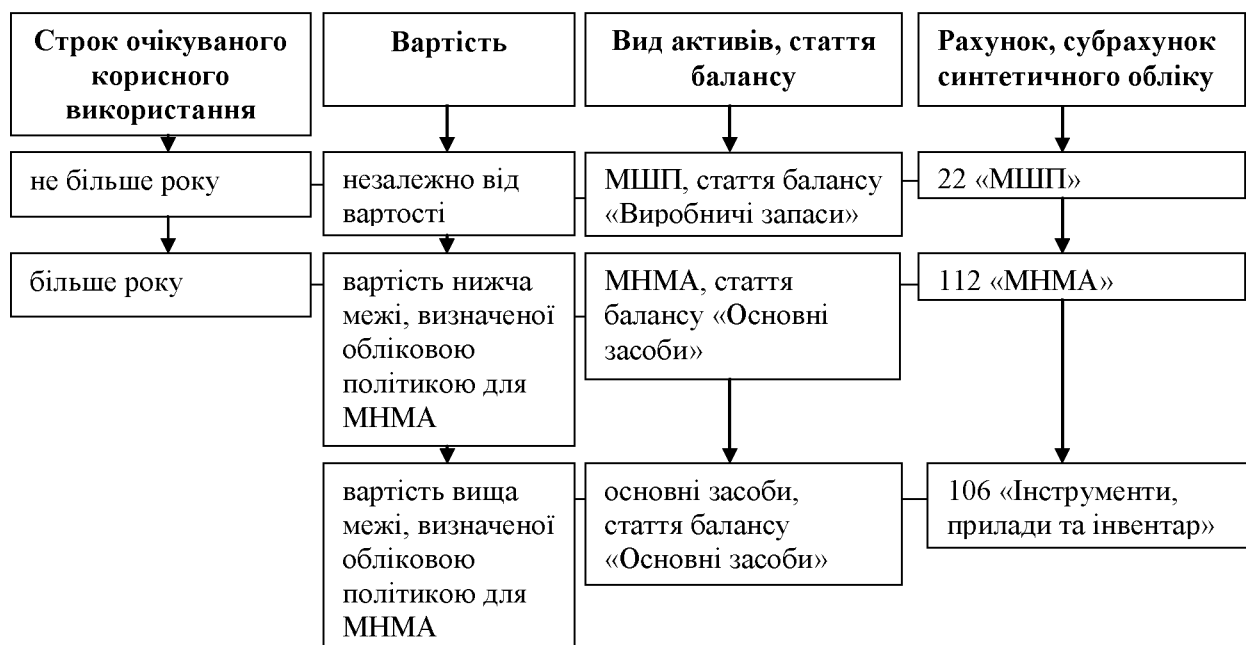 Строк очікуваного
корисного
використання
Вартість
Вид активів, стаття
балансу
Рахунок, субрахунок
синтетичного обліку
не більше року
незалежно від
вартості
МШП, стаття балансу
«Виробничі запаси»
22 «МШП»
більше року
вартість нижча
межі, визначеної
обліковою
політикою для
МНМА
МНМА, стаття
балансу «Основні
засоби»
112 «МНМА»
вартість вища
межі, визначеної
обліковою
політикою для
МНМА
основні засоби,
стаття балансу
«Основні засоби»
106 «Інструменти,
прилади та інвентар»